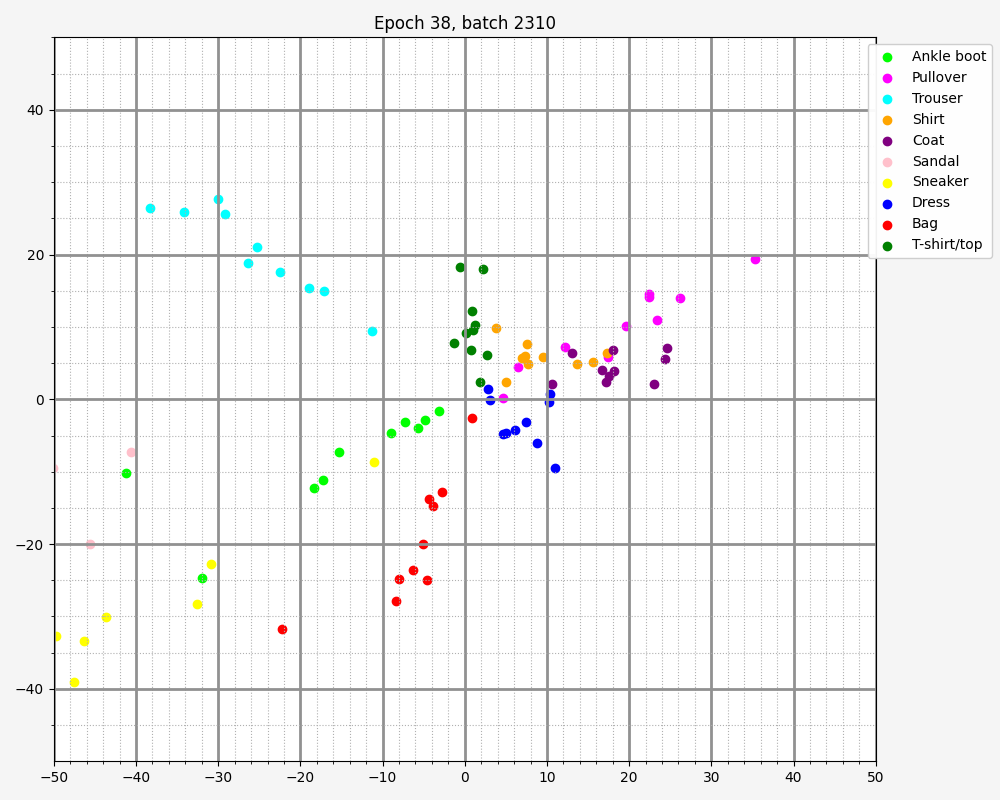 Epoch 38, batch 2310
Ankle boot
Pullover
Trouser
Shirt
Coat
Sandal
Sneaker
Dress
Bag
T-shirt/top
40
20
0
−20
−40
−50 −40 −30 −20 −10 0 10 20 30 40 50